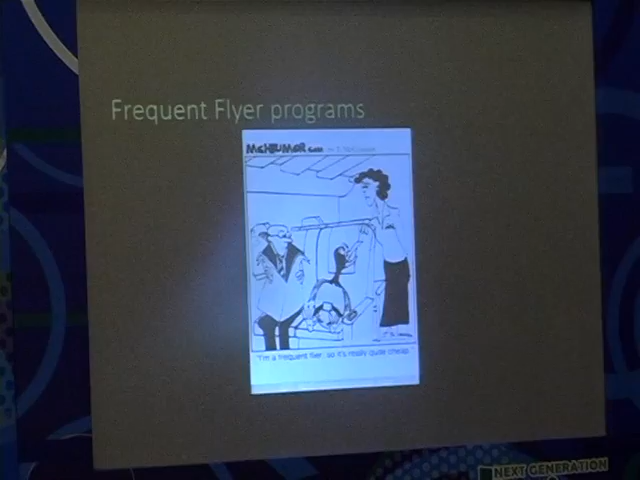 Frequent Flyer programs
McHUMOR.com
"I'm a frequent flier, so it's really quite cheap.
NEXT GENERATION